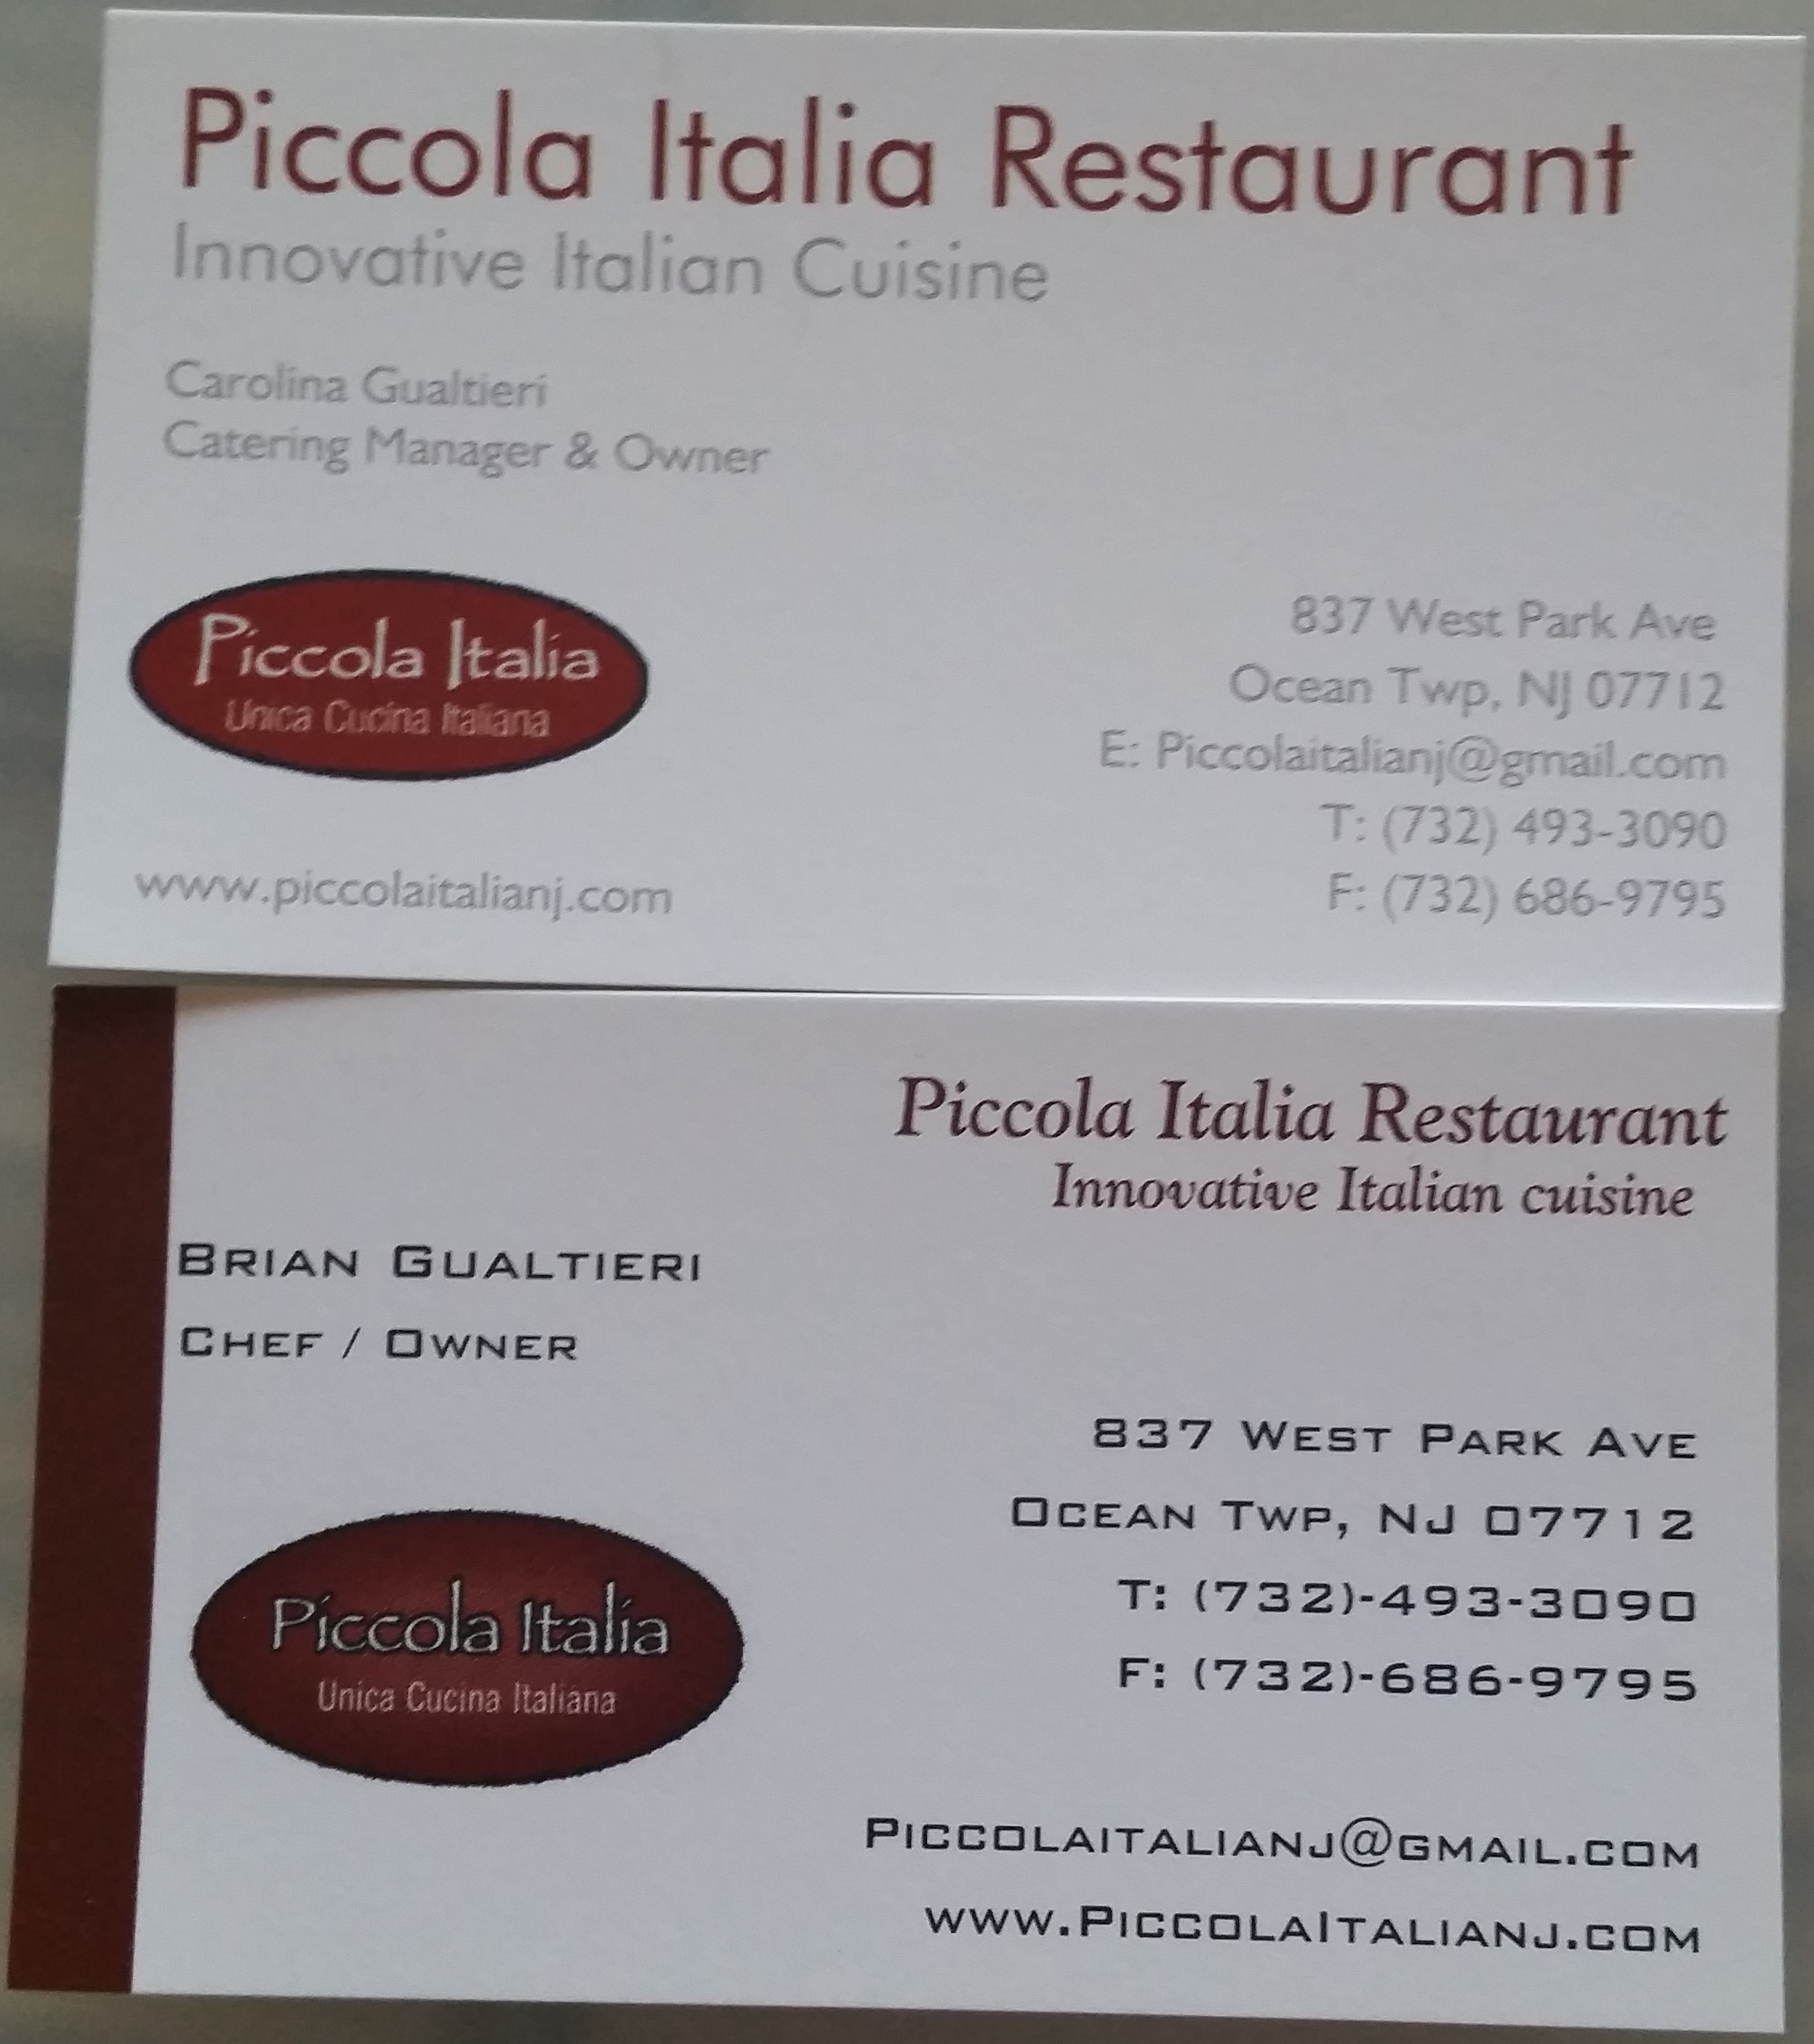 Piccola Italia Restaurant
Innovative Italian Cuisine
Carolina Gualtieri
Catering Manager & Owner
Piccola Italia
Unica Cucina Italiana
www.piccolaitalianj.com
837 West Park Ave
Ocean Twp, NJ 07712
E: Piccolaitalianj@gmail.com
T: (732) 493-3090
F: (732) 686-9795
Piccola Italia Restaurant
Innovative Italian cuisine
BRIAN GUALTIERI
CHEF / OWNER
Piccola Italia
Unica Cucina Italiana
837 WEST PARK AVE
OCEAN TWP, NJ 07712
T: (732)-493-3090
F: (732)-686-9795
PICCOLAITALIANJ@GMAIL.COM
WWW.PICCOLAITALIANJ.COM